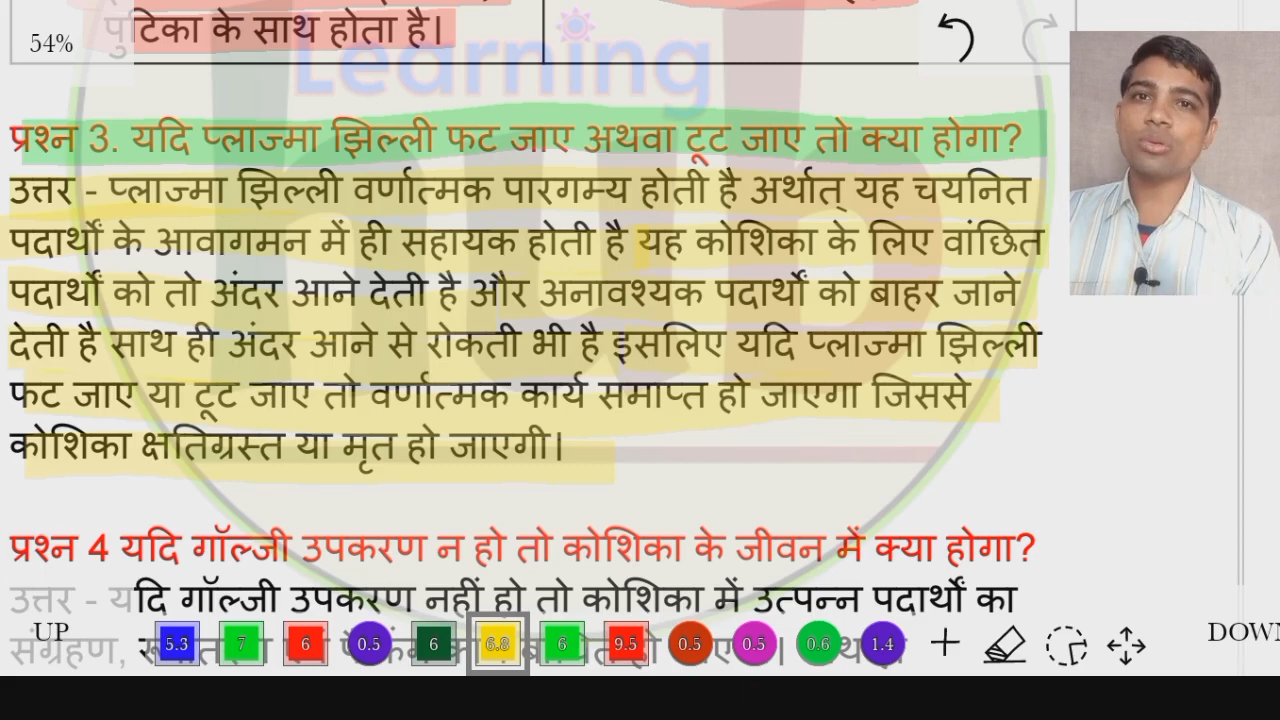 पुटिका के साथ होता है।
54%
Learning
hub
प्रश्न 3. यदि प्लाज्मा झिल्ली फट जाए अथवा टूट जाए तो क्या होगा?
उत्तर - प्लाज्मा झिल्ली वर्णात्मक पारगम्य होती है अर्थात् यह चयनित
पदार्थों के आवागमन में ही सहायक होती है यह कोशिका के लिए वांछित
पदार्थों को तो अंदर आने देती है और अनावश्यक पदार्थों को बाहर जाने
देती है साथ ही अंदर आने से रोकती भी है इसलिए यदि प्लाज्मा झिल्ली
फट जाए या टूट जाए तो वर्णात्मक कार्य समाप्त हो जाएगा जिससे
कोशिका क्षतिग्रस्त या मृत हो जाएगी।
प्रश्न 4 यदि गॉल्जी उपकरण न हो तो कोशिका के जीवन में क्या होगा?
उत्तर - यदि गॉल्जी उपकरण नहीं हो तो कोशिका में उत्पन्न पदार्थों का
संग्रहण,
UP 5.3 7 6 0.5 6 6.8 6 9.5 0.5 0.5 0.6 1.4 DOWN